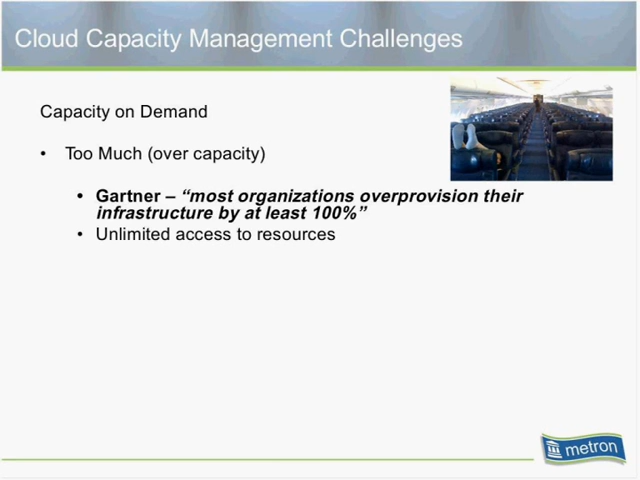 Cloud Capacity Management Challenges
Capacity on Demand
• Too Much (over capacity)
• Gartner – “most organizations overprovision their
infrastructure by at least 100%”
• Unlimited access to resources
metron